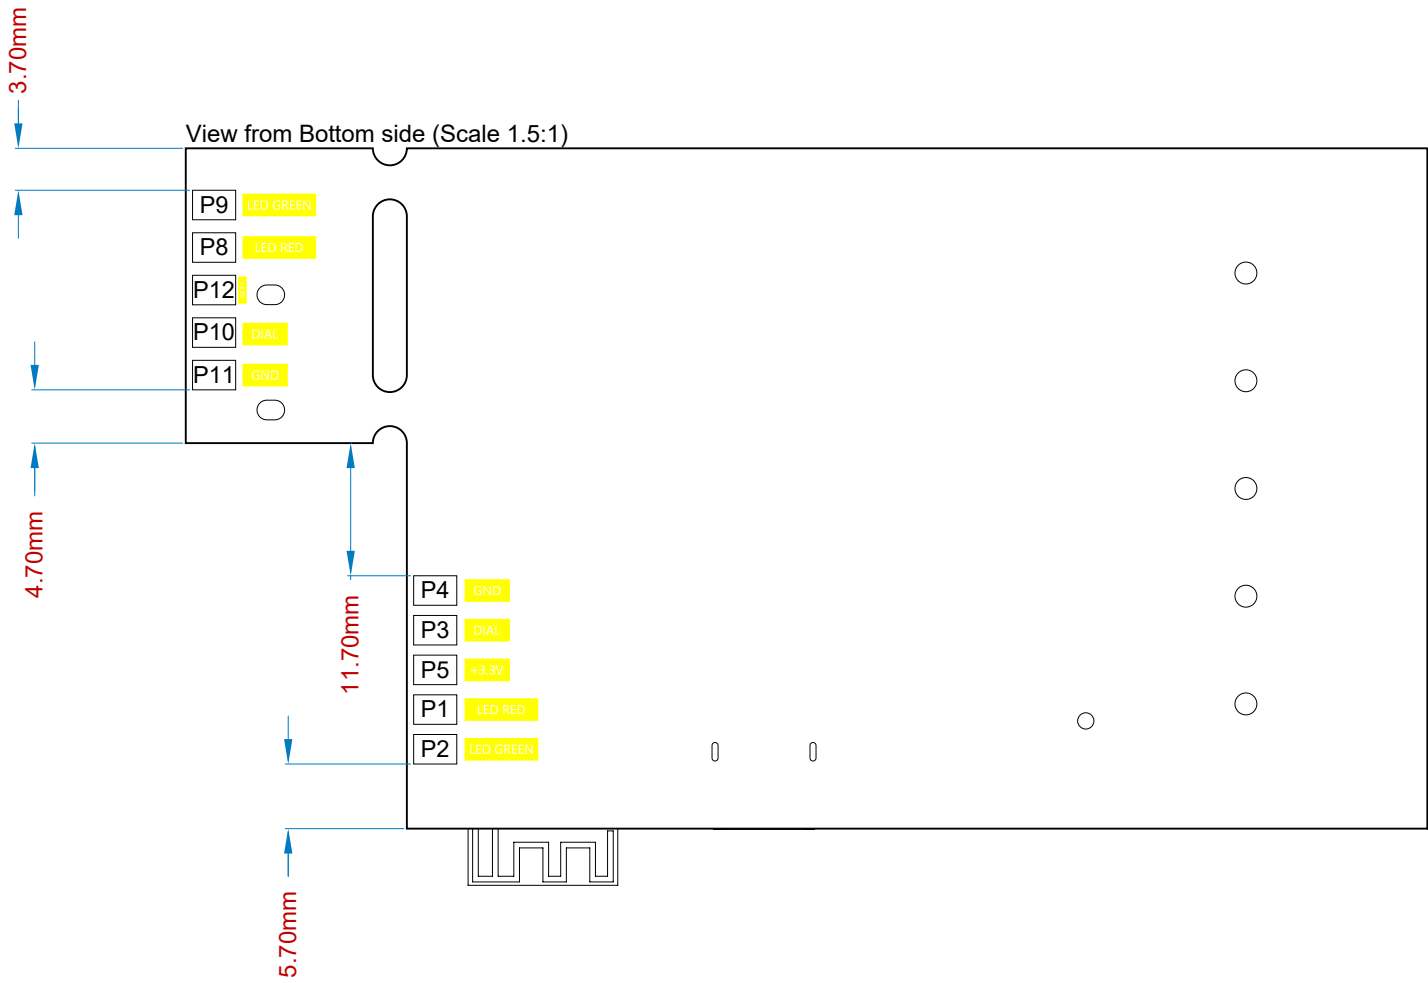 3.70mm
View from Bottom side (Scale 1.5:1)
P9 LED GREEN
P8 LED RED
P12
P10 DIAL
P11 GND
4.70mm
P4 GND
P3 DIAL
11.70mm
P5 +3.3V
P1 LED RED
P2 LED GREEN
5.70mm